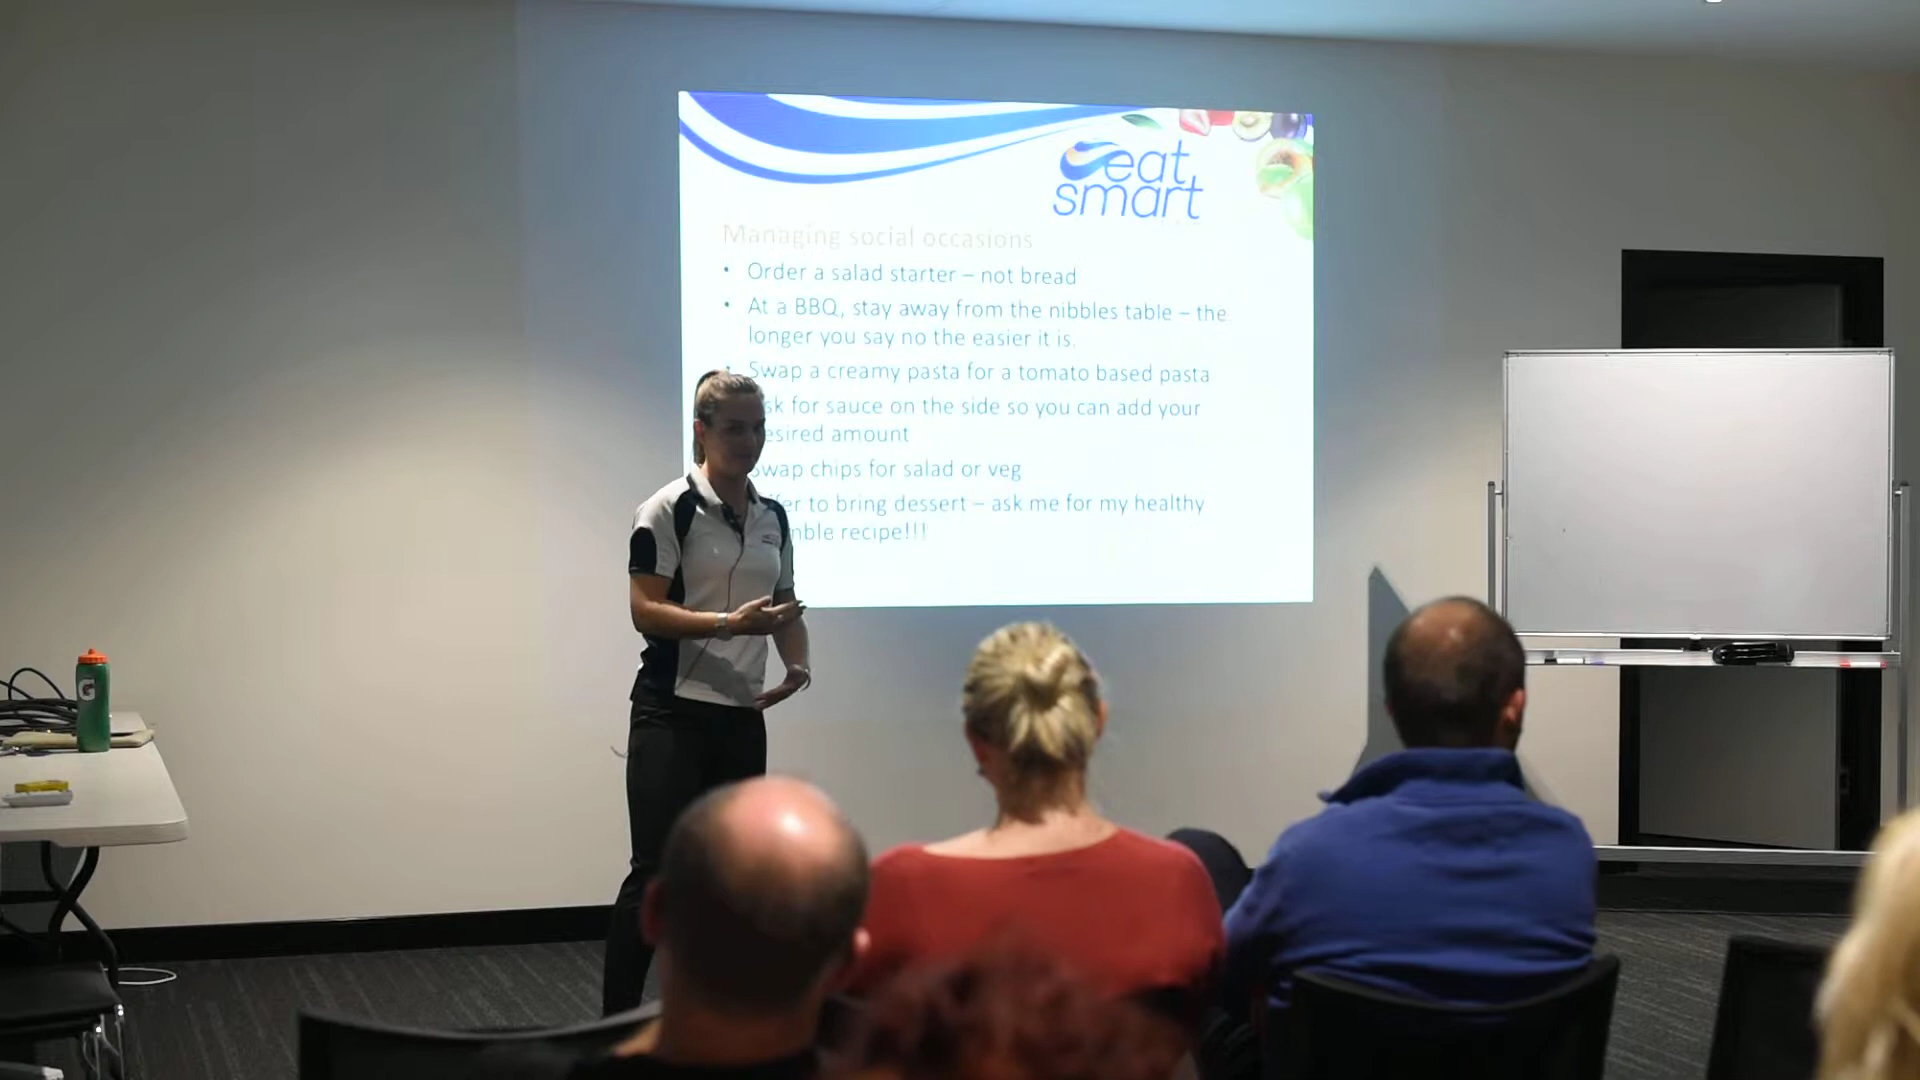 eat
smart
Managing social occasions
• Order a salad starter – not bread
• At a BBQ, stay away from the nibbles table – the
longer you say no the easier it is.
Swap a creamy pasta for a tomato based pasta
sk for sauce on the side so you can add your
esired amount
Swap chips for salad or veg
fer to bring dessert – ask me for my healthy
mble recipe!!!
G